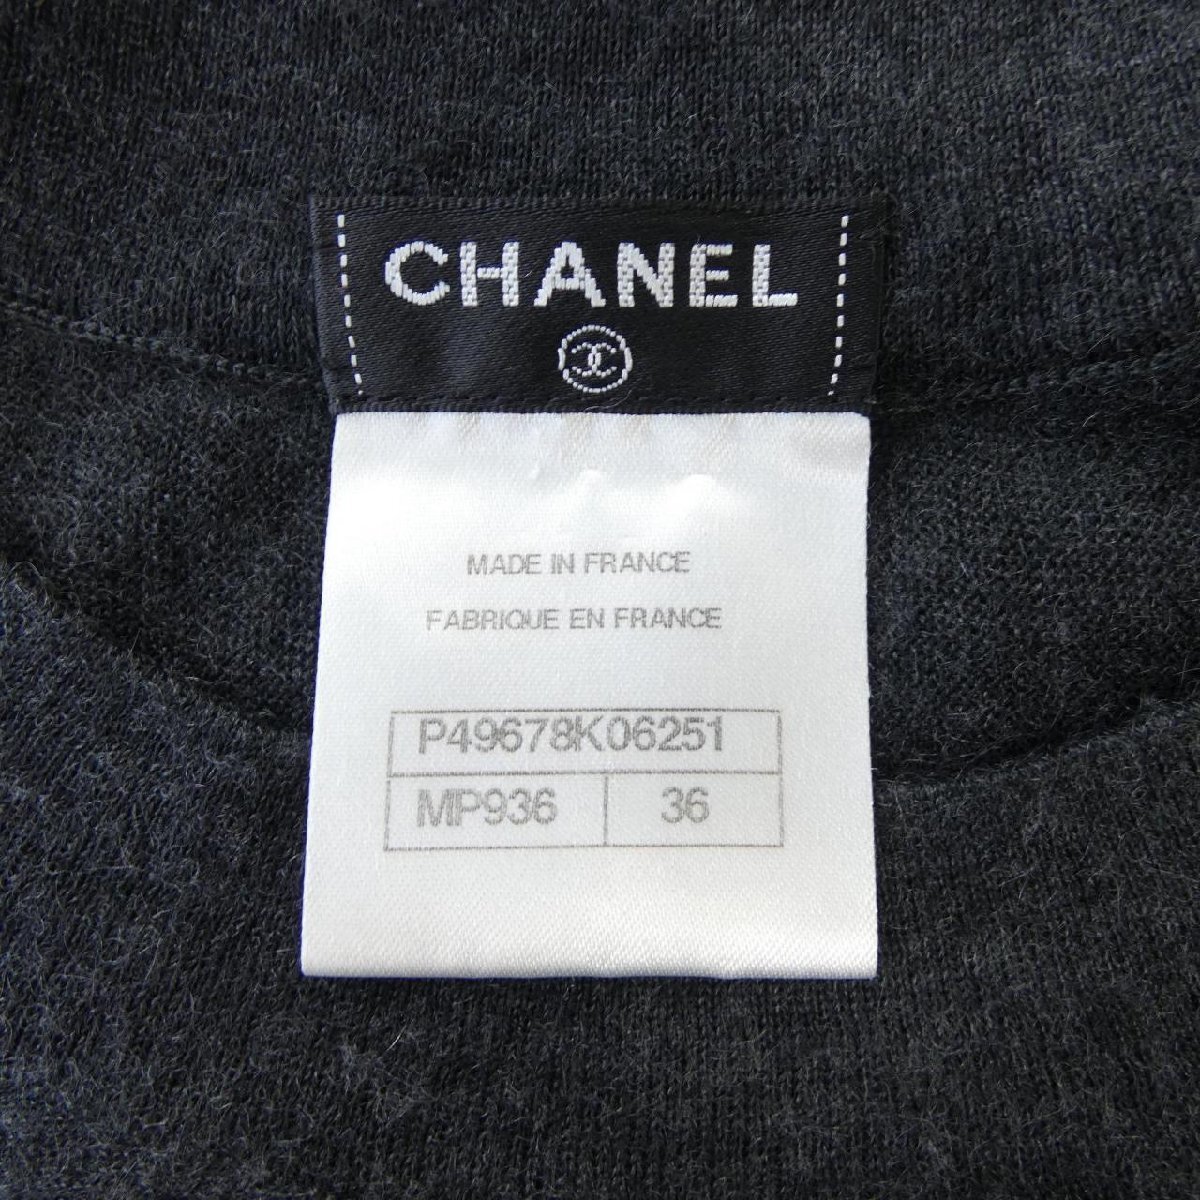 CHANEL
MADE IN FRANCE
FABRIQUE EN FRANCE
P49678K06251
MP936 36